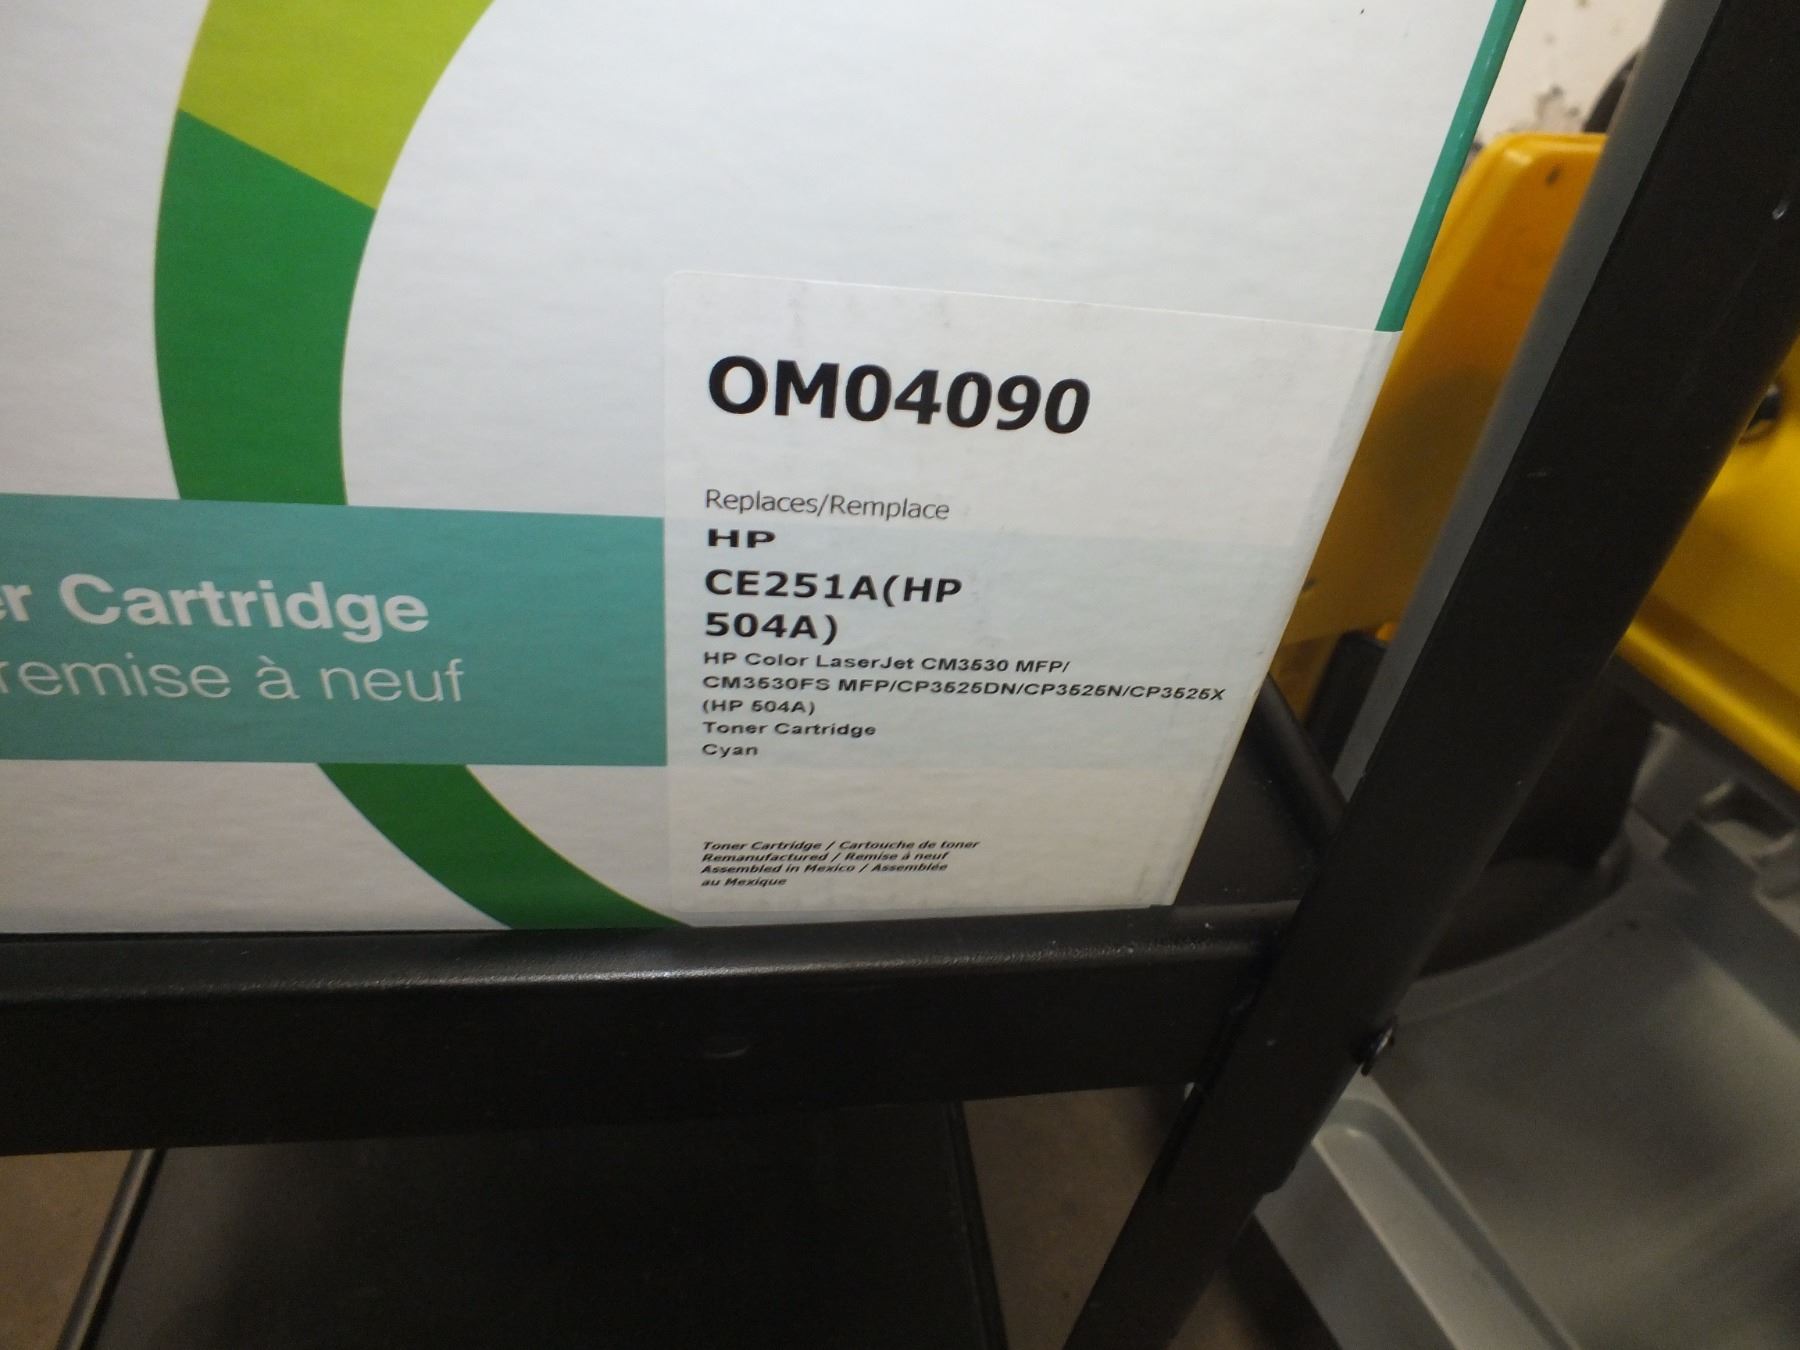 OM04090
Replaces/Remplace
HP
CE251A(HP
504A)
HP Color LaserJet CM3530 MFP/
CM3530FS MFP/CP3525DN/CP3525N/CP3525X
(HP 504A)
Toner Cartridge
Cyan
Toner Cartridge / Cartouche de toner
Remanufactured / Remise à neuf
Assembled in Mexico / Assemblée
au Mexique
r Cartridge
remise à neuf